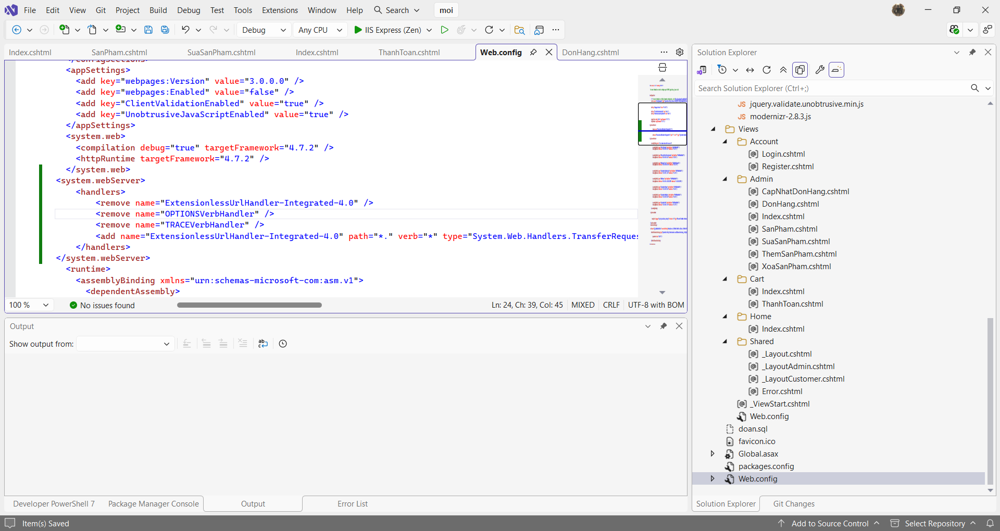 File Edit View Git Project Build Debug Test Tools Extensions Window Help Search moi
Debug Any CPU IIS Express (Zen)
Index.cshtml SanPham.cshtml SuaSanPham.cshtml Index.cshtml ThanhToan.cshtml Web.config DonHang.cshtml
</configSections>
<appSettings>
<add key="webpages:Version" value="3.0.0.0" />
<add key="webpages:Enabled" value="false" />
<add key="ClientValidationEnabled" value="true" />
<add key="UnobtrusiveJavaScriptEnabled" value="true" />
</appSettings>
<system.web>
<compilation debug="true" targetFramework="4.7.2" />
<httpRuntime targetFramework="4.7.2" />
</system.web>
<system.webServer>
<handlers>
<remove name="ExtensionlessUrlHandler-Integrated-4.0" />
<remove name="OPTIONSVerbHandler" />
<remove name="TRACEVerbHandler" />
<add name="ExtensionlessUrlHandler-Integrated-4.0" path="*." verb="*" type="System.Web.Handlers.TransferReques
</handlers>
</system.webServer>
<runtime>
<assemblyBinding xmlns="urn:schemas-microsoft-com:asm.v1">
<dependentAssembly>
100 % No issues found Ln: 24, Ch: 39, Col: 45 MIXED CRLF UTF-8 with BOM
Output
Show output from:
Developer PowerShell 7 Package Manager Console Output Error List
Solution Explorer
Search Solution Explorer (Ctrl+;)
JS jquery.validate.unobtrusive.min.js
JS modernizr-2.8.3.js
Views
Account
[@] Login.cshtml
[@] Register.cshtml
Admin
[@] CapNhatDonHang.cshtml
[@] DonHang.cshtml
[@] Index.cshtml
[@] SanPham.cshtml
[@] SuaSanPham.cshtml
[@] ThemSanPham.cshtml
[@] XoaSanPham.cshtml
Cart
[@] Index.cshtml
[@] ThanhToan.cshtml
Home
[@] Index.cshtml
Shared
[@] _Layout.cshtml
[@] _LayoutAdmin.cshtml
[@] _LayoutCustomer.cshtml
[@] Error.cshtml
[@] _ViewStart.cshtml
Web.config
doan.sql
favicon.ico
Global.asax
packages.config
Web.config
Solution Explorer Git Changes
Item(s) Saved Add to Source Control Select Repository